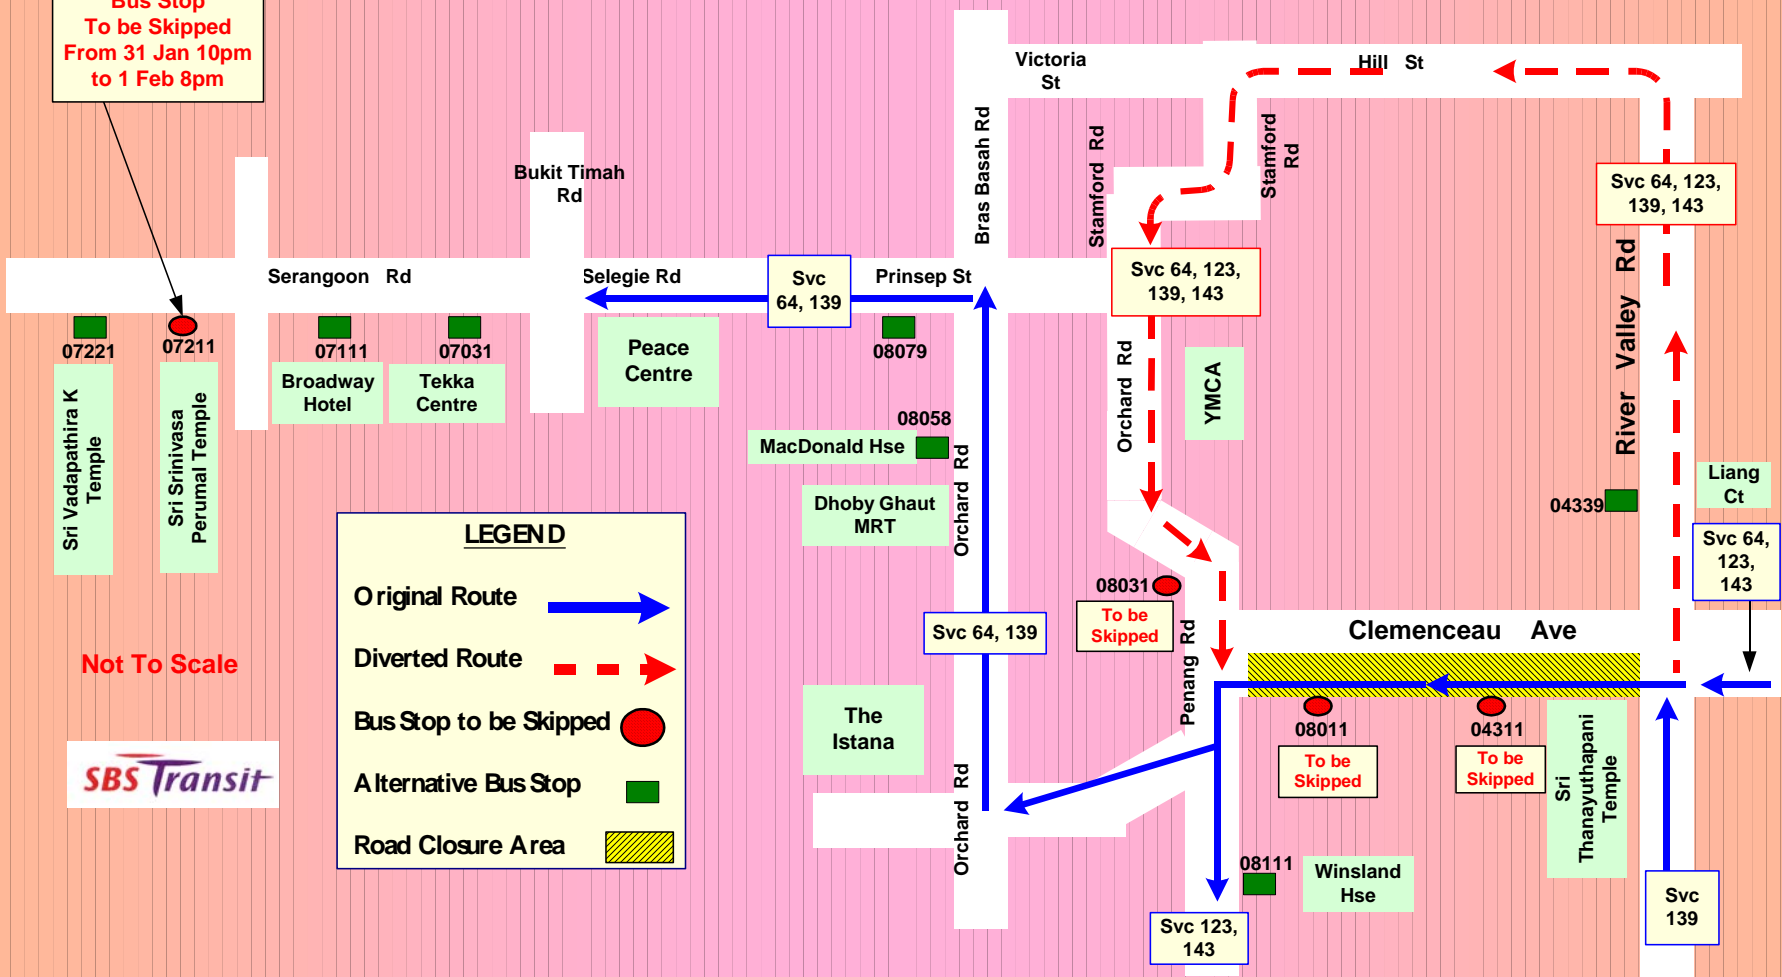 Bus Stop
To be Skipped
From 31 Jan 10pm
to 1 Feb 8pm
Victoria
St
Hill St
Bras Basah Rd
Stamford Rd
Stamford
Rd
Svc 64, 123,
139, 143
Bukit Timah
Rd
Serangoon Rd
Selegie Rd
Svc
64, 139
Prinsep St
Svc 64, 123,
139, 143
River Valley Rd
07221
07211
07111
07031
08079
Sri Vadapathira K
Temple
Sri Srinivasa
Perumal Temple
Broadway
Hotel
Tekka
Centre
Peace
Centre
Orchard Rd
YMCA
08058
MacDonald Hse
Orchard Rd
Dhoby Ghaut
MRT
04339
Liang
Ct
Svc 64,
123,
143
LEGEND
Original Route
Diverted Route
Bus Stop to be Skipped
Alternative Bus Stop
Road Closure Area
Not To Scale
SBS Transit
08031
To be
Skipped
Svc 64, 139
Penang Rd
Clemenceau Ave
The
Istana
Orchard Rd
08011
To be
Skipped
04311
To be
Skipped
Sri
Thanayuthapani
Temple
08111
Winsland
Hse
Svc 123,
143
Svc
139